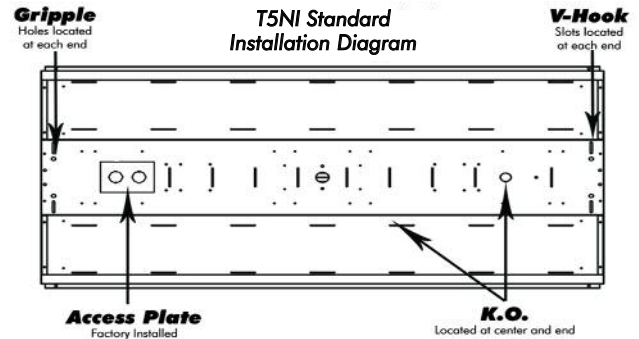 T5NI Standard
Installation Diagram
Gripple
Holes located
at each end
V-Hook
Slots located
at each end
Access Plate
Factory Installed
K.O.
Located at center and end